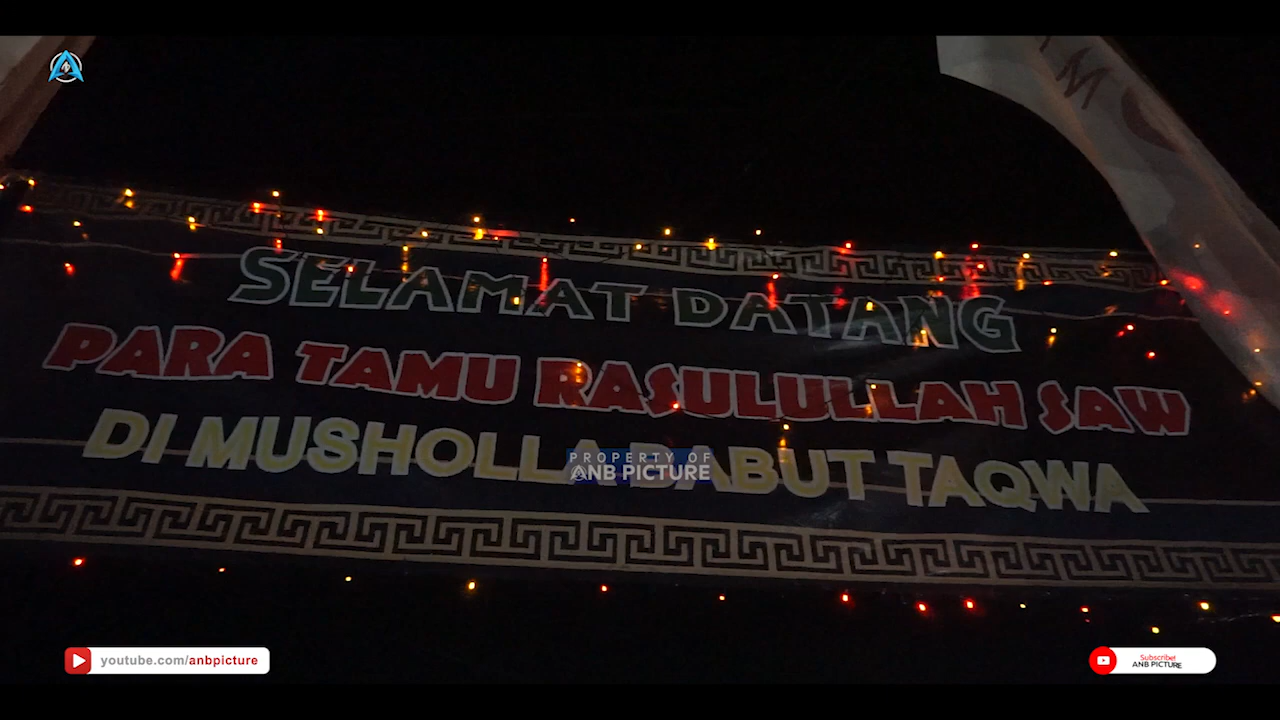 SELAMAT DATANG
PARA TAMU RASULULLAH SAW
DI MUSHOLLA BABUT TAQWA
PROPERTY OF
ANB PICTURE
youtube.com/anbpicture
Subscribe!
ANB PICTURE